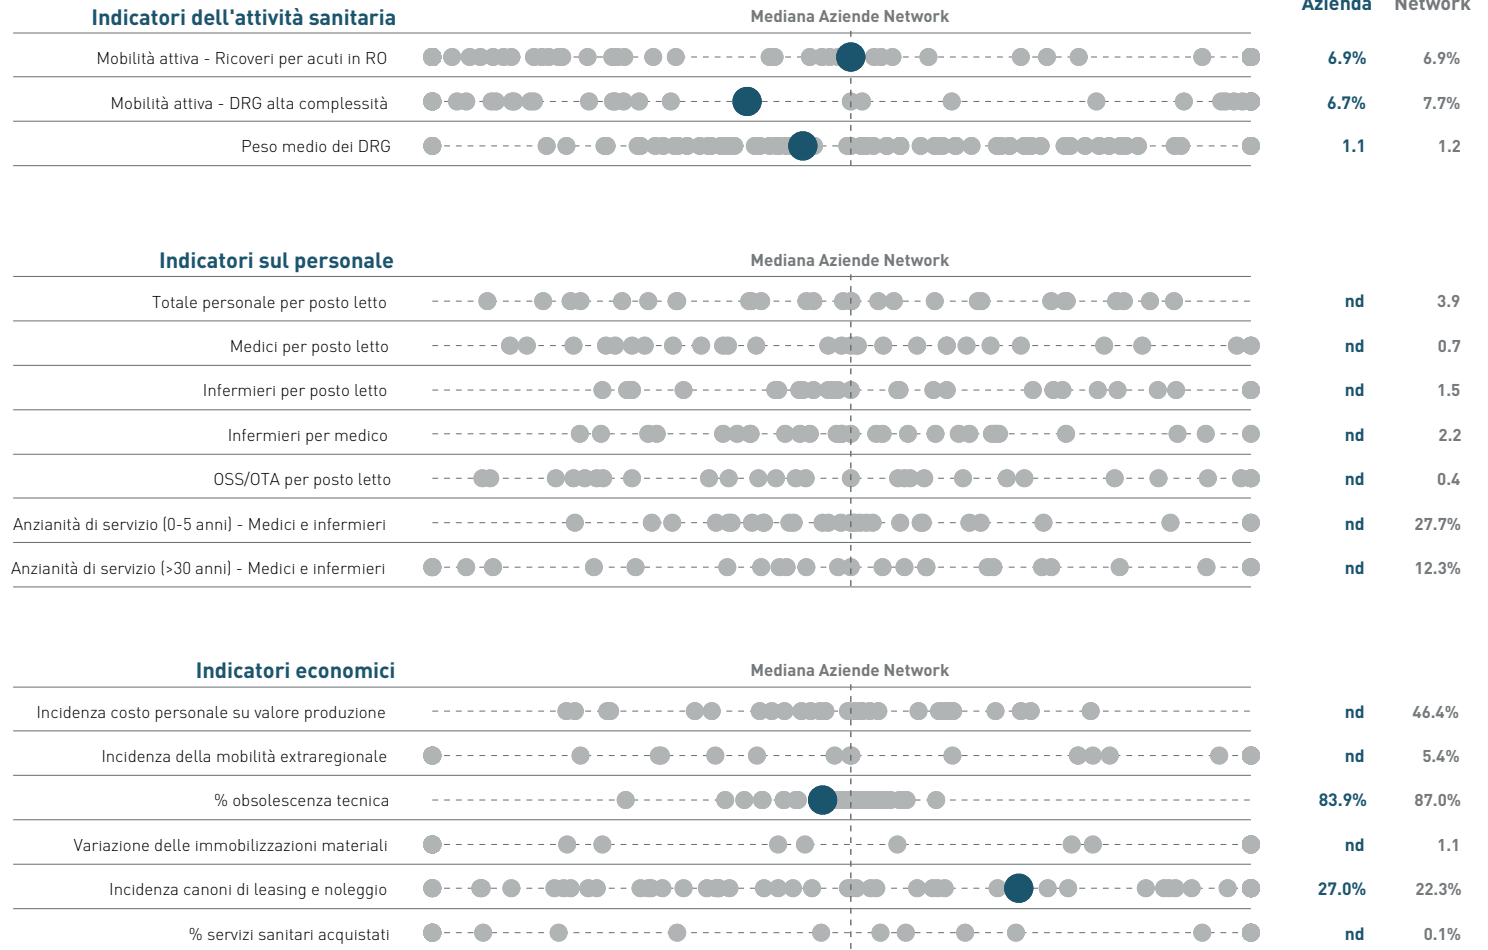 Azienda Network
Indicatori dell'attività sanitaria Mediana Aziende Network
Mobilità attiva - Ricoveri per acuti in RO 6.9% 6.9%
Mobilità attiva - DRG alta complessità 6.7% 7.7%
Peso medio dei DRG 1.1 1.2
Indicatori sul personale Mediana Aziende Network
Totale personale per posto letto nd 3.9
Medici per posto letto nd 0.7
Infermieri per posto letto nd 1.5
Infermieri per medico nd 2.2
OSS/OTA per posto letto nd 0.4
Anzianità di servizio (0-5 anni) - Medici e infermieri nd 27.7%
Anzianità di servizio (>30 anni) - Medici e infermieri nd 12.3%
Indicatori economici Mediana Aziende Network
Incidenza costo personale su valore produzione nd 46.4%
Incidenza della mobilità extraregionale nd 5.4%
% obsolescenza tecnica 83.9% 87.0%
Variazione delle immobilizzazioni materiali nd 1.1
Incidenza canoni di leasing e noleggio 27.0% 22.3%
% servizi sanitari acquistati nd 0.1%